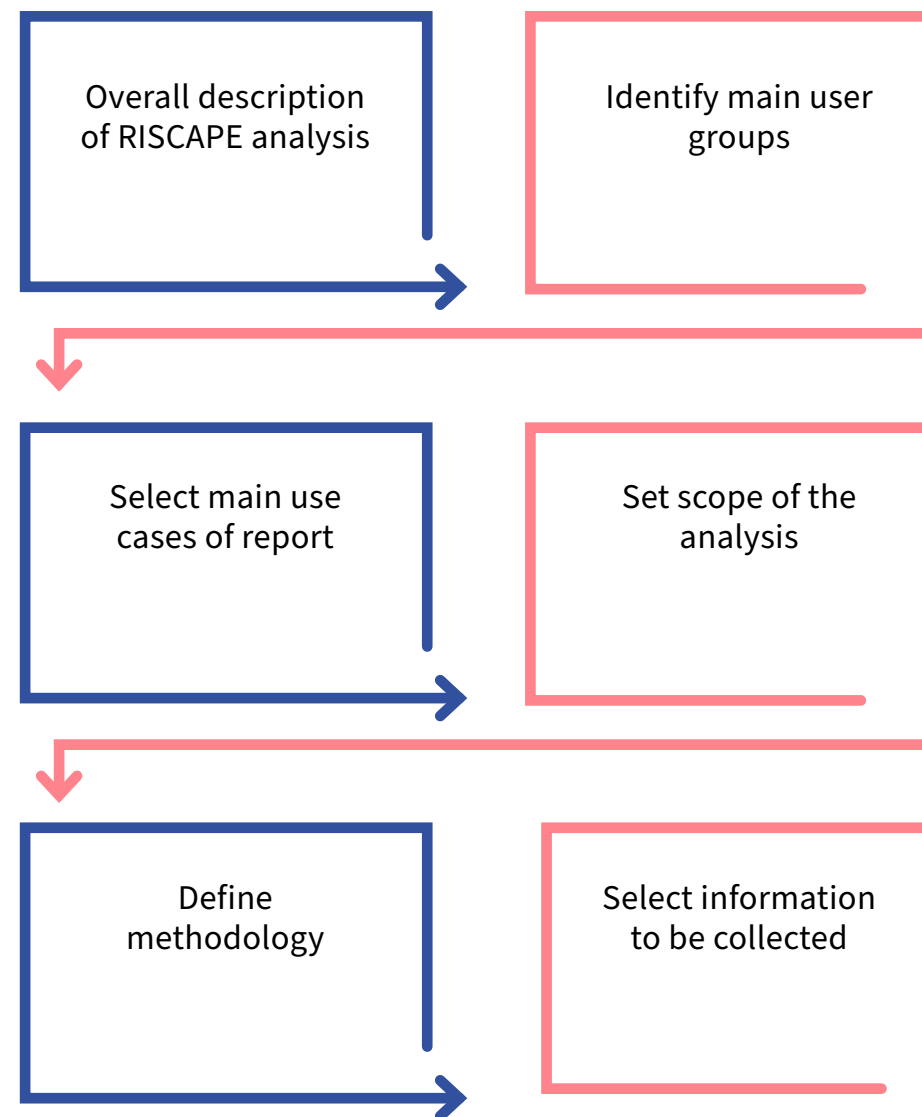 Overall description
of RISCAPE analysis
Identify main user
groups
Select main use
cases of report
Set scope of the
analysis
Define
methodology
Select information
to be collected